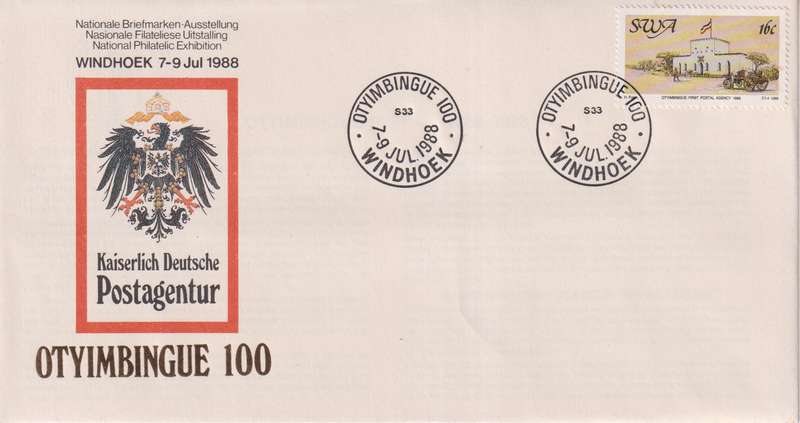 Nationale Briefmarken-Ausstellung
Nasionale Filateliese Uitstalling
National Philatelic Exhibition
WINDHOEK 7-9 Jul 1988
Kaiserlich Deutsche
Postagentur
OTYIMBINGUE 100
OTYIMBINGUE 100
S33
7-9 JUL. 1988
WINDHOEK
OTYIMBINGUE 100
S33
7-9 JUL. 1988
WINDHOEK
SWA 16c
OTYIMBINGUE FIRST POSTAL AGENCY 1888